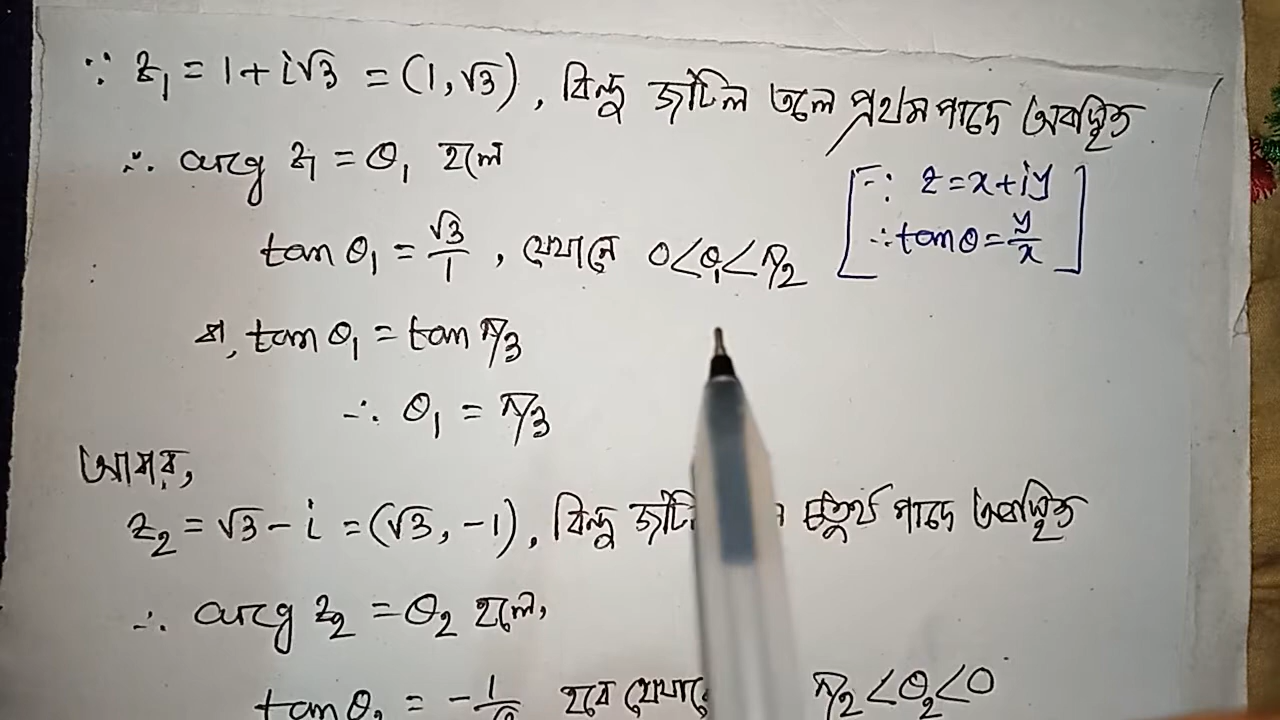 ∵ z₁ = 1 + i√3 = (1, √3), বিন্দু জটিল তলে প্রথম পাদে অবস্থিত
∴ arg z₁ = θ₁ হলে
[∵ z = x + iy
∴ tan θ = y/x]
tan θ₁ = √3/1, যেখানে 0 < θ₁ < π/2
বা, tan θ₁ = tan π/3
∴ θ₁ = π/3
আবার,
z₂ = √3 - i = (√3, -1), বিন্দু চতুর্থ পাদে অবস্থিত
∴ arg z₂ = θ₂ হলে,
tan θ₂ = -1/ হবে π/2 < θ₂ < 0